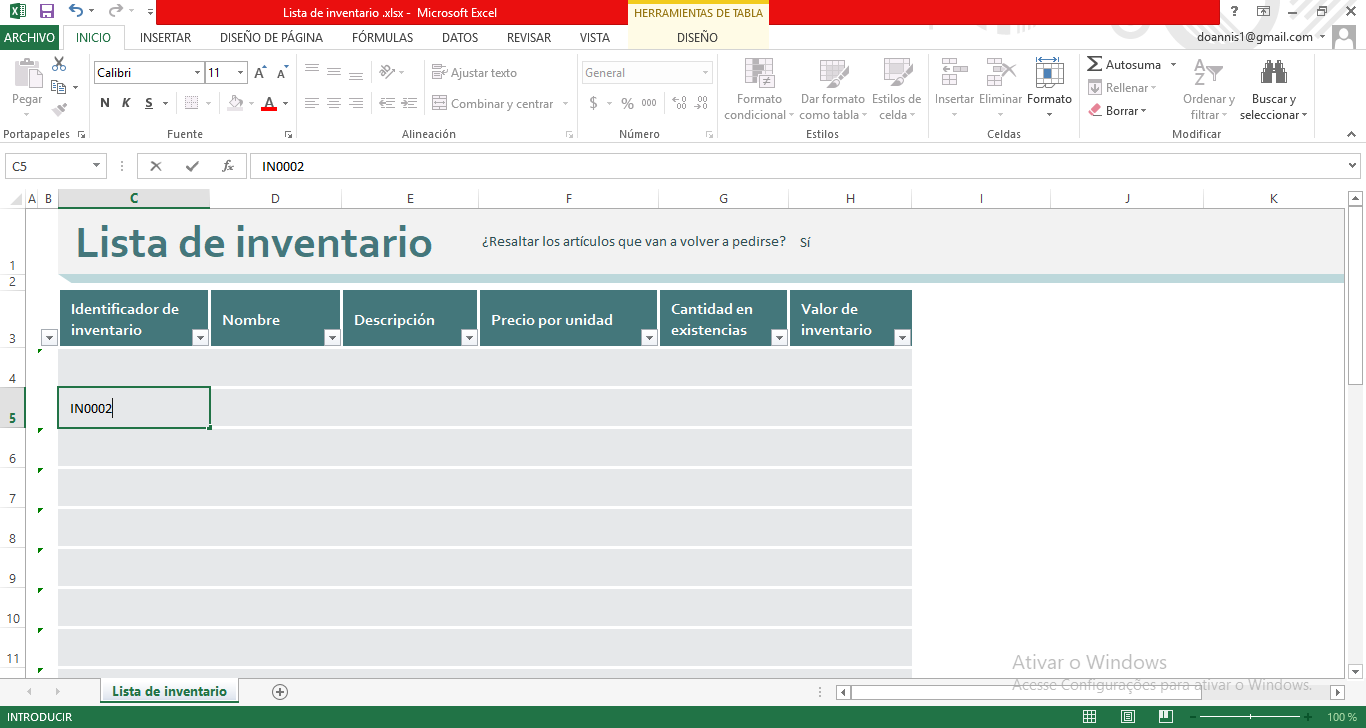 Lista de inventario .xlsx - Microsoft Excel
HERRAMIENTAS DE TABLA
?
ARCHIVO INICIO INSERTAR DISEÑO DE PÁGINA FÓRMULAS DATOS REVISAR VISTA DISEÑO
doannis1@gmail.com
Pegar
Calibri 11
A A
N K S A
Ajustar texto
Combinar y centrar
General
$ % 000
Formato condicional
Dar formato como tabla
Estilos de celda
Insertar Eliminar Formato
Autosuma
Rellenar
Borrar
Ordenar y filtrar
Buscar y seleccionar
Portapapeles Fuente Alineación Número Estilos Celdas Modificar
C5 fx IN0002
A B C D E F G H I J K
1 Lista de inventario ¿Resaltar los artículos que van a volver a pedirse? Sí
2
3 Identificador de inventario Nombre Descripción Precio por unidad Cantidad en existencias Valor de inventario
4
5 IN0002
6
7
8
9
10
11
Ativar o Windows
Acesse Configurações para ativar o Windows.
Lista de inventario
INTRODUCIR 100 %